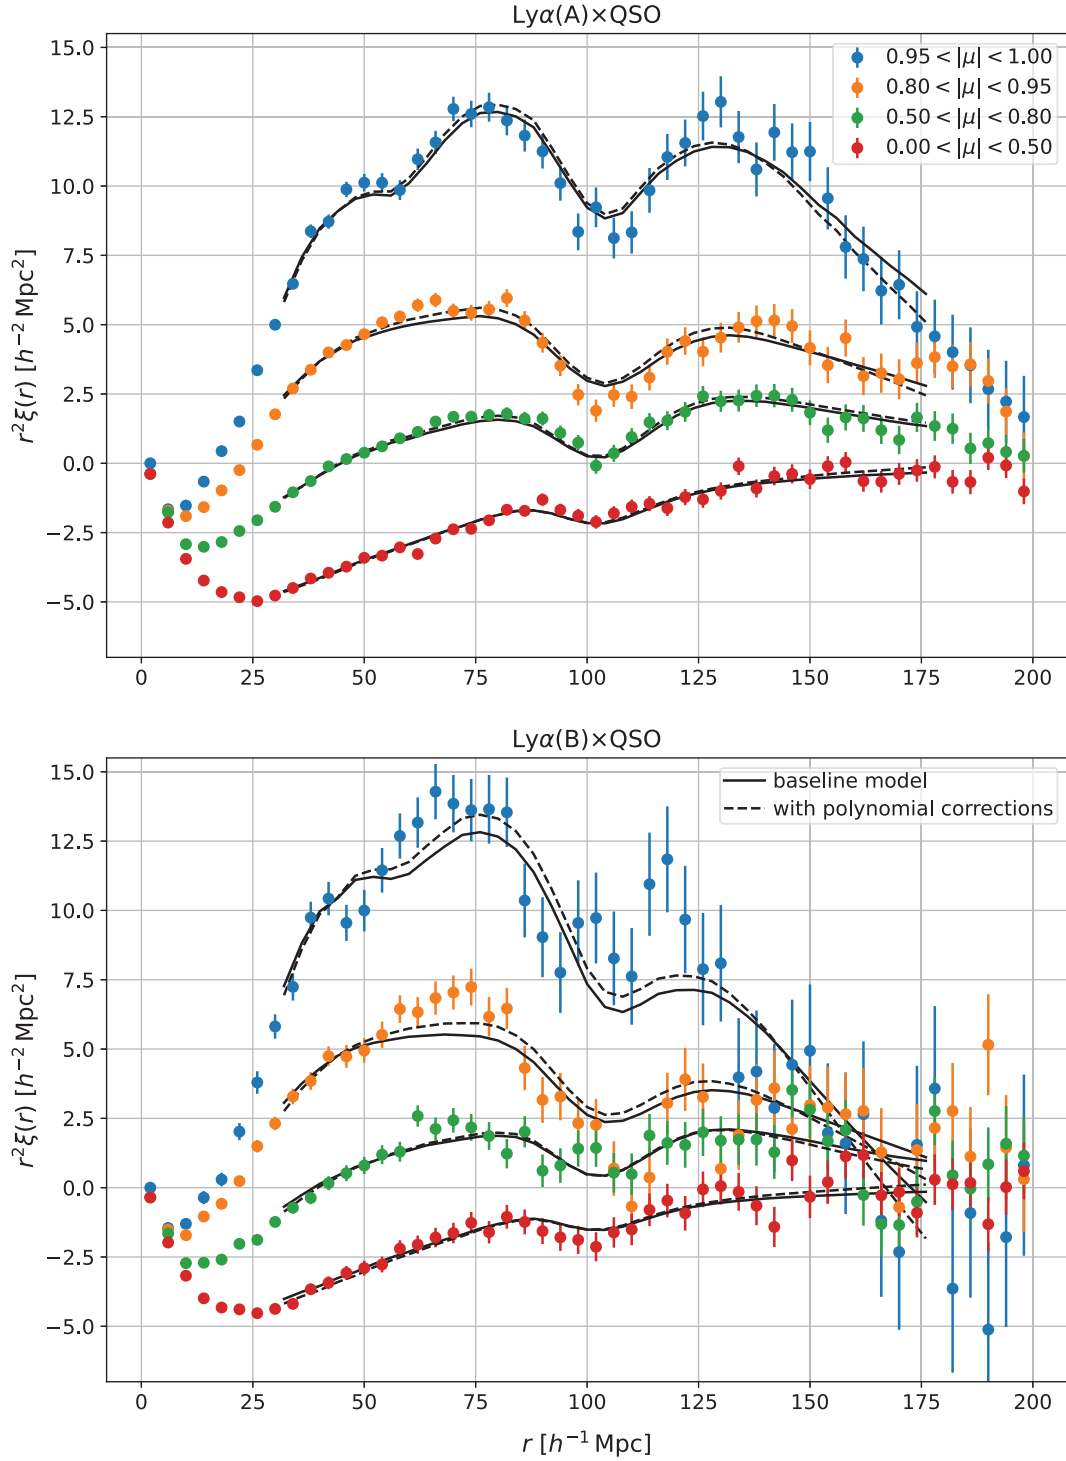 Lyα(A)×QSO
15.0
12.5
10.0
7.5
5.0
2.5
0.0
−2.5
−5.0
r²ξ(r) [h⁻² Mpc²]
0.95 < |μ| < 1.00
0.80 < |μ| < 0.95
0.50 < |μ| < 0.80
0.00 < |μ| < 0.50
0 25 50 75 100 125 150 175 200
Lyα(B)×QSO
15.0
12.5
10.0
7.5
5.0
2.5
0.0
−2.5
−5.0
r²ξ(r) [h⁻² Mpc²]
baseline model
with polynomial corrections
0 25 50 75 100 125 150 175 200
r [h⁻¹ Mpc]